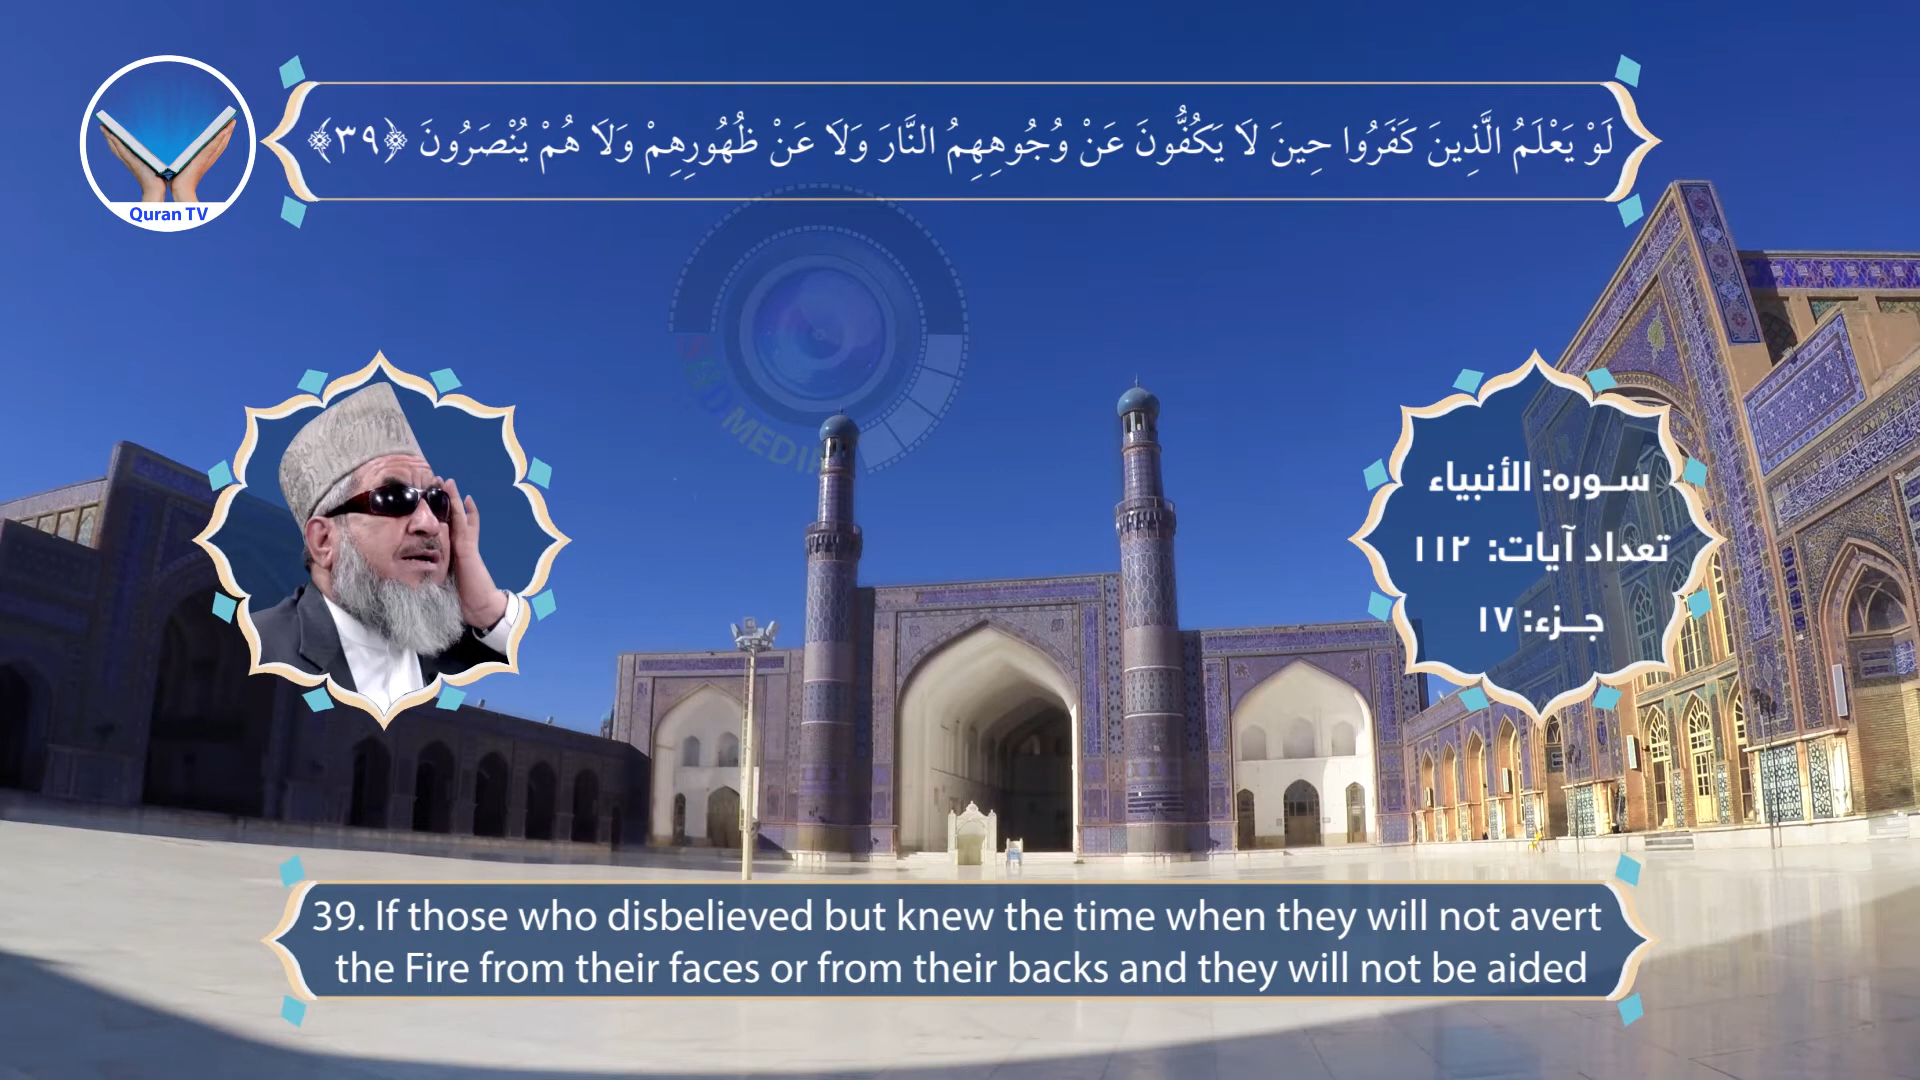 لَوْ يَعْلَمُ الَّذِينَ كَفَرُوا حِينَ لَا يَكُفُّونَ عَنْ وُجُوهِهِمُ النَّارَ وَلَا عَنْ ظُهُورِهِمْ وَلَا هُمْ يُنْصَرُونَ ﴿٣٩﴾
Quran TV
MEDIA
سوره: الأنبياء
تعداد آيات: ١١٢
جزء: ١٧
39. If those who disbelieved but knew the time when they will not avert
the Fire from their faces or from their backs and they will not be aided